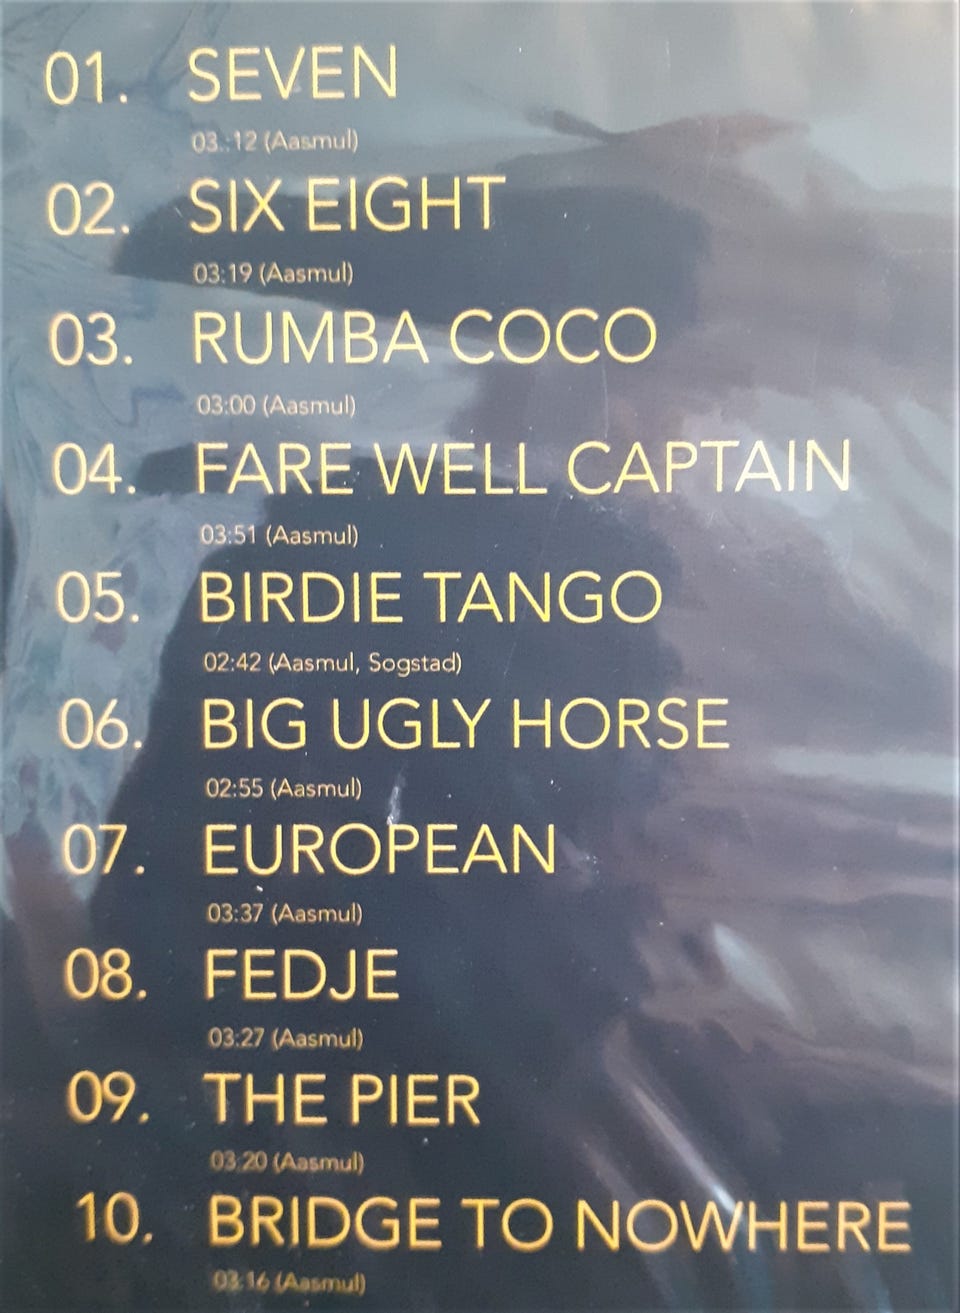 01. SEVEN
03.:12 (Aasmul)
02. SIX EIGHT
03:19 (Aasmul)
03. RUMBA COCO
03:00 (Aasmul)
04. FARE WELL CAPTAIN
03:51 (Aasmul)
05. BIRDIE TANGO
02:42 (Aasmul, Sogstad)
06. BIG UGLY HORSE
02:55 (Aasmul)
07. EUROPEAN
03:37 (Aasmul)
08. FEDJE
03:27 (Aasmul)
09. THE PIER
03:20 (Aasmul)
10. BRIDGE TO NOWHERE
03:16 (Aasmul)